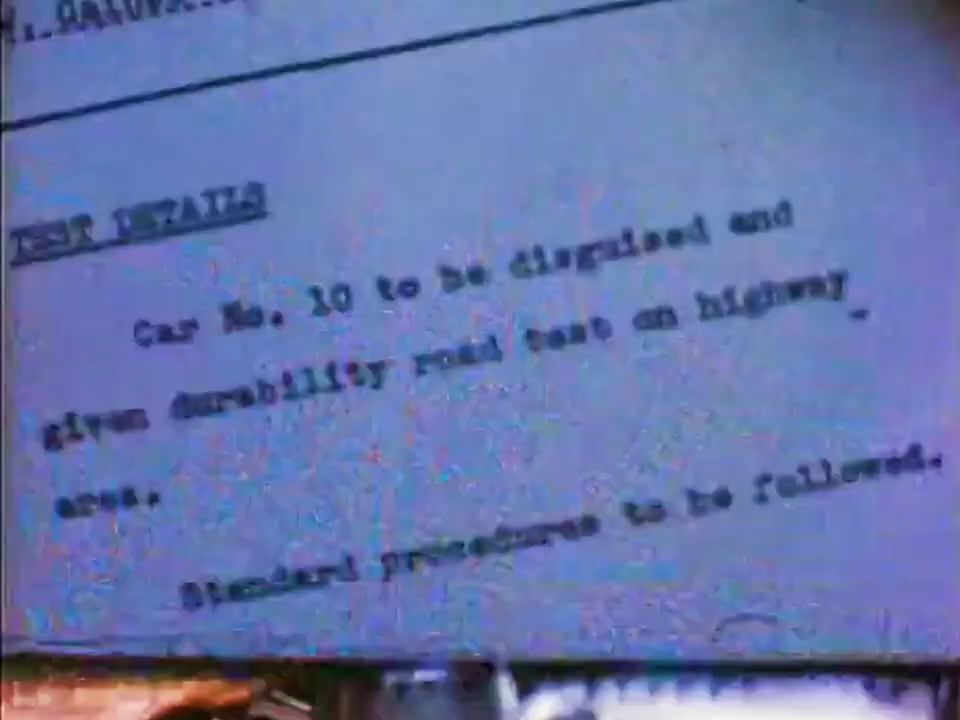 TEST DETAILS
Car No. 10 to be disguised and
given durability road test on highway
area.
Standard procedures to be followed.